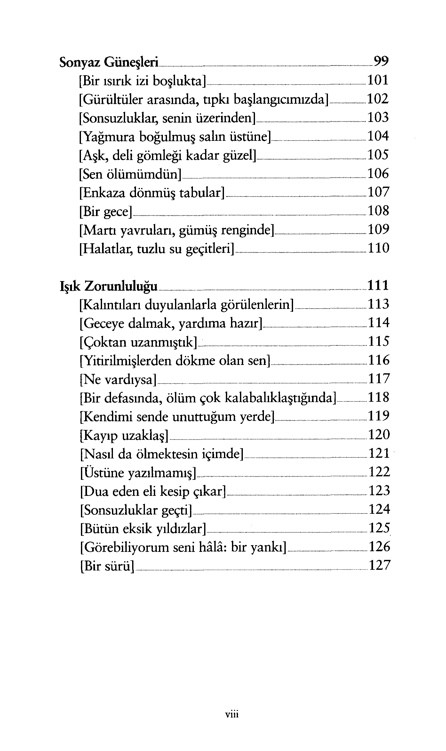 Sonyaz Güneşleri 99
[Bir ısırık izi boşlukta] 101
[Gürültüler arasında, tıpkı başlangıcımızda] 102
[Sonsuzluklar, senin üzerinden] 103
[Yağmura boğulmuş salın üstüne] 104
[Aşk, deli gömleği kadar güzel] 105
[Sen ölümümdün] 106
[Enkaza dönmüş tabular] 107
[Bir gece] 108
[Martı yavruları, gümüş renginde] 109
[Halatlar, tuzlu su geçitleri] 110
Işık Zorunluluğu 111
[Kalıntıları duyulanlarla görülenlerin] 113
[Geceye dalmak, yardıma hazır] 114
[Çoktan uzanmıştık] 115
[Yitirilmişlerden dökme olan sen] 116
[Ne vardıysa] 117
[Bir defasında, ölüm çok kalabalıklaştığında] 118
[Kendimi sende unuttuğum yerde] 119
[Kayıp uzaklaş] 120
[Nasıl da ölmektesin içimde] 121
[Üstüne yazılmamış] 122
[Dua eden eli kesip çıkar] 123
[Sonsuzluklar geçti] 124
[Bütün eksik yıldızlar] 125
[Görebiliyorum seni hâlâ: bir yankı] 126
[Bir sürü] 127
viii